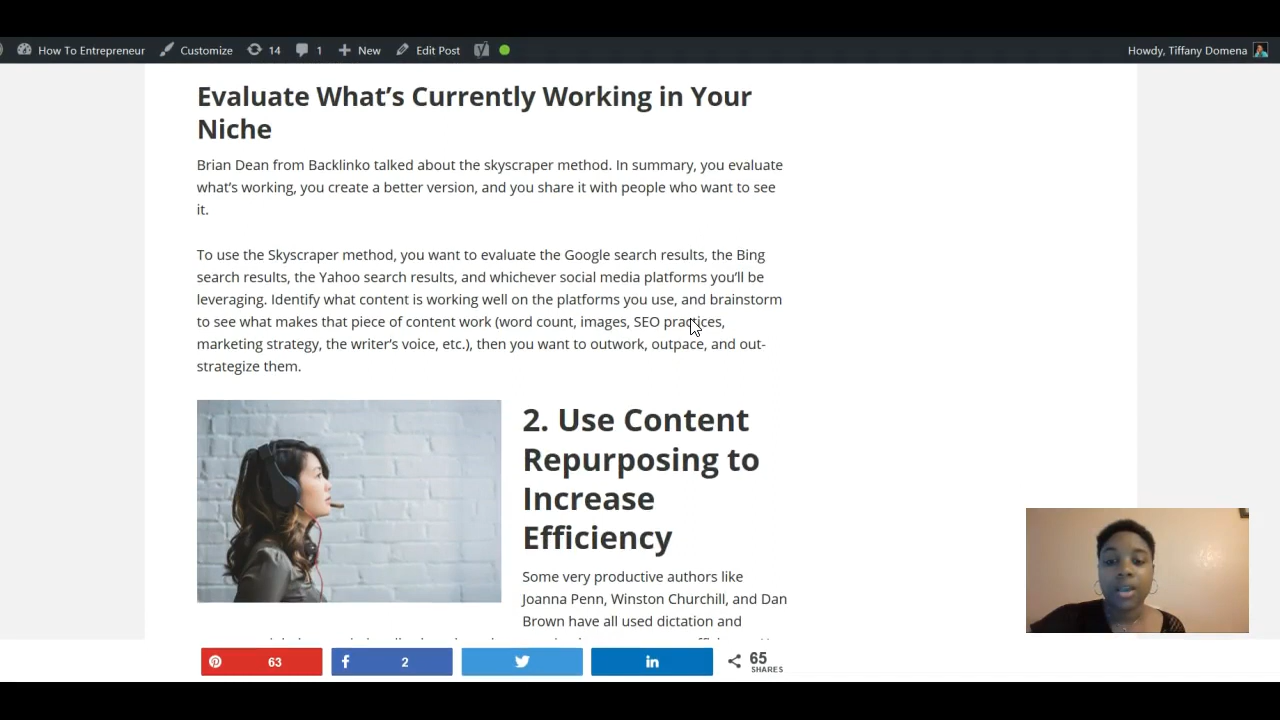 How To Entrepreneur Customize 14 1 New Edit Post Howdy, Tiffany Domena
Evaluate What's Currently Working in Your
Niche
Brian Dean from Backlinko talked about the skyscraper method. In summary, you evaluate
what's working, you create a better version, and you share it with people who want to see
it.
To use the Skyscraper method, you want to evaluate the Google search results, the Bing
search results, the Yahoo search results, and whichever social media platforms you'll be
leveraging. Identify what content is working well on the platforms you use, and brainstorm
to see what makes that piece of content work (word count, images, SEO practices,
marketing strategy, the writer's voice, etc.), then you want to outwork, outpace, and out-
strategize them.
2. Use Content
Repurposing to
Increase
Efficiency
Some very productive authors like
Joanna Penn, Winston Churchill, and Dan
Brown have all used dictation and
63 2 in 65
SHARES